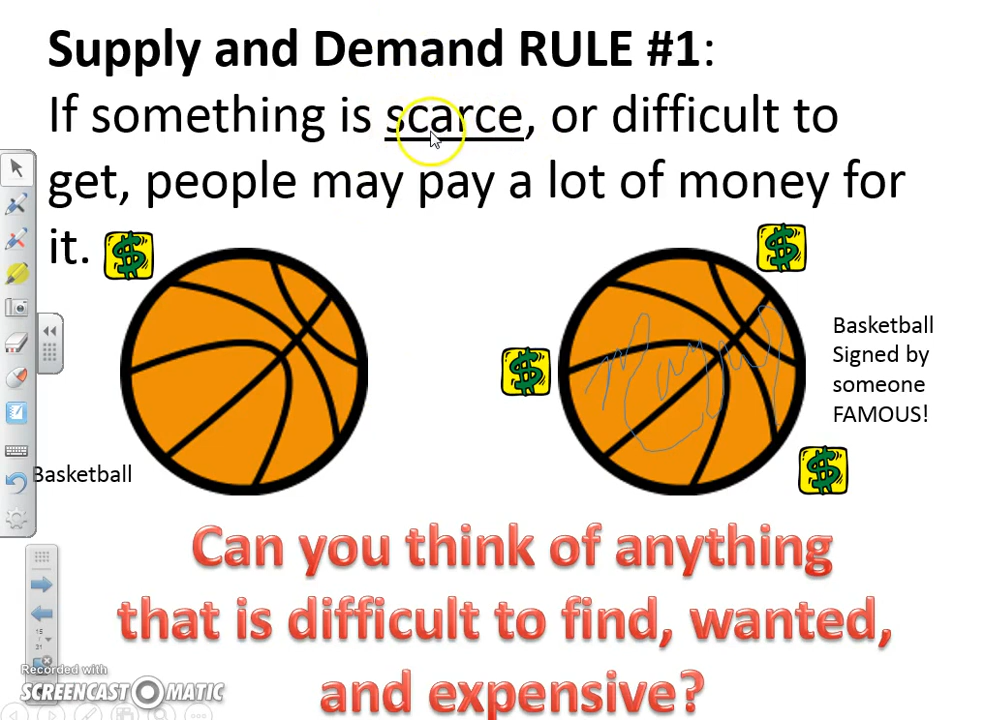 Supply and Demand RULE #1:
If something is scarce, or difficult to
get, people may pay a lot of money for
it.
$
$
$
$
Basketball
Signed by
someone
FAMOUS!
Basketball
Can you think of anything
that is difficult to find, wanted,
and expensive?
15
/
31
Recorded with
SCREENCAST-O-MATIC